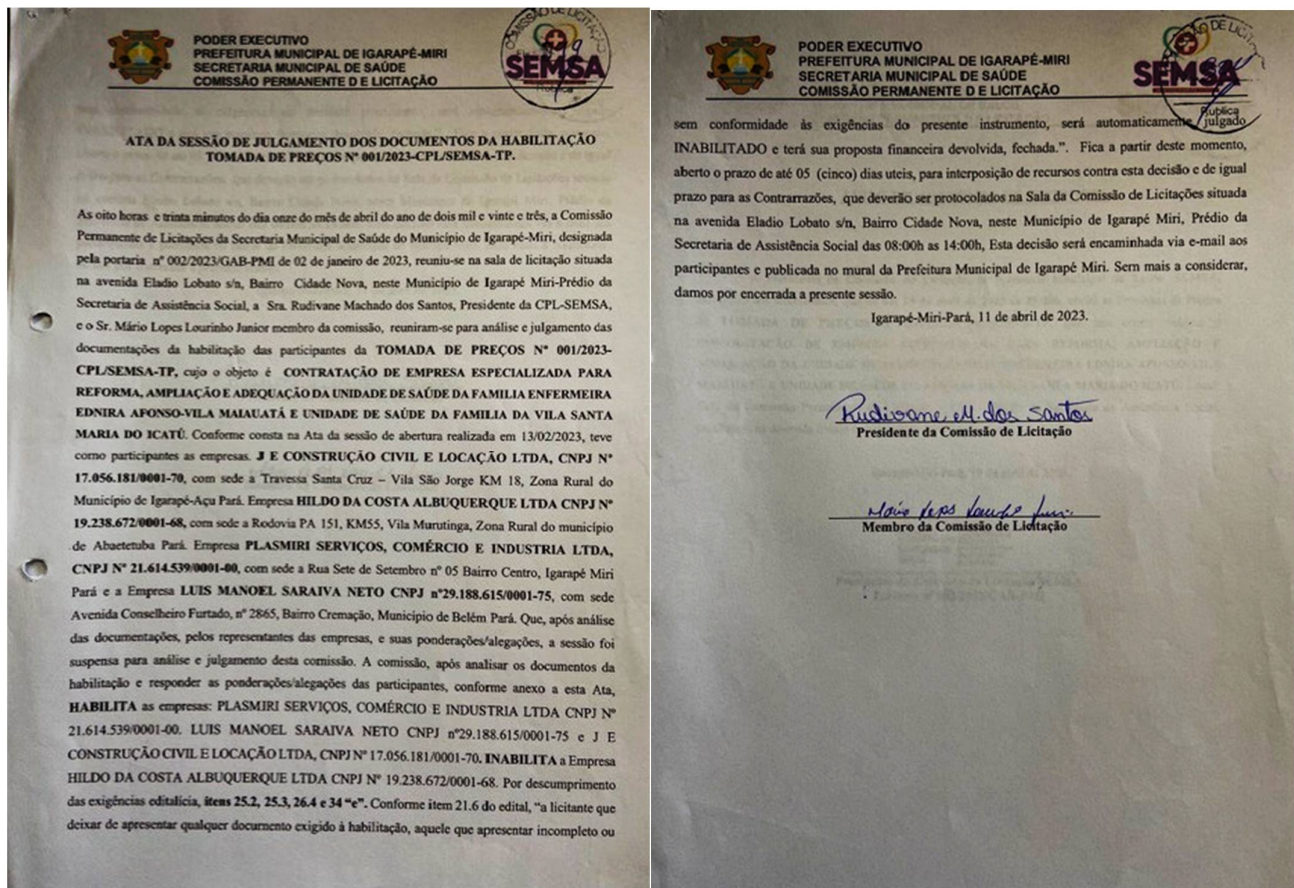 PODER EXECUTIVO
PREFEITURA MUNICIPAL DE IGARAPÉ-MIRI
SECRETARIA MUNICIPAL DE SAÚDE
COMISSÃO PERMANENTE D E LICITAÇÃO
COMISSÃO DE LICITAÇÃO
SEMSA
ATA DA SESSÃO DE JULGAMENTO DOS DOCUMENTOS DA HABILITAÇÃO
TOMADA DE PREÇOS Nº 001/2023-CPL/SEMSA-TP.
As oito horas e trinta minutos do dia onze do mês de abril do ano de dois mil e vinte e três, a Comissão
Permanente de Licitações da Secretaria Municipal de Saúde do Município de Igarapé-Miri, designada
pela portaria nº 002/2023/GAB-PMI de 02 de janeiro de 2023, reuniu-se na sala de licitação situada
na avenida Eladio Lobato s/n, Bairro Cidade Nova, neste Município de Igarapé Miri-Prédio da
Secretaria de Assistência Social, a Sra. Rudivane Machado dos Santos, Presidente da CPL-SEMSA,
e o Sr. Mário Lopes Lourinho Junior membro da comissão, reuniram-se para análise e julgamento das
documentações da habilitação das participantes da TOMADA DE PREÇOS Nº 001/2023-
CPL/SEMSA-TP, cujo o objeto é CONTRATAÇÃO DE EMPRESA ESPECIALIZADA PARA
REFORMA, AMPLIAÇÃO E ADEQUAÇÃO DA UNIDADE DE SAÚDE DA FAMILIA ENFERMEIRA
EDNIRA AFONSO-VILA MAIAUATÁ E UNIDADE DE SAÚDE DA FAMILIA DA VILA SANTA
MARIA DO ICATÚ. Conforme consta na Ata da sessão de abertura realizada em 13/02/2023, teve
como participantes as empresas. J E CONSTRUÇÃO CIVIL E LOCAÇÃO LTDA, CNPJ Nº
17.056.181/0001-70, com sede a Travessa Santa Cruz – Vila São Jorge KM 18, Zona Rural do
Município de Igarapé-Açu Pará. Empresa HILDO DA COSTA ALBUQUERQUE LTDA CNPJ Nº
19.238.672/0001-68, com sede a Rodovia PA 151, KM55, Vila Murutinga, Zona Rural do município
de Abaetetuba Pará. Empresa PLASMIRI SERVIÇOS, COMÉRCIO E INDUSTRIA LTDA,
CNPJ Nº 21.614.539/0001-00, com sede a Rua Sete de Setembro nº 05 Bairro Centro, Igarapé Miri
Pará e a Empresa LUIS MANOEL SARAIVA NETO CNPJ nº29.188.615/0001-75, com sede
Avenida Conselheiro Furtado, nº 2865, Bairro Cremação, Municipio de Belém Pará. Que, após análise
das documentações, pelos representantes das empresas, e suas ponderações/alegações, a sessão foi
suspensa para análise e julgamento desta comissão. A comissão, após analisar os documentos da
habilitação e responder as ponderações/alegações das participantes, conforme anexo a esta Ata,
HABILITA as empresas: PLASMIRI SERVIÇOS, COMÉRCIO E INDUSTRIA LTDA CNPJ Nº
21.614.539/0001-00. LUIS MANOEL SARAIVA NETO CNPJ nº29.188.615/0001-75 e J E
CONSTRUÇÃO CIVIL E LOCAÇÃO LTDA, CNPJ Nº 17.056.181/0001-70. INABILITA a Empresa
HILDO DA COSTA ALBUQUERQUE LTDA CNPJ Nº 19.238.672/0001-68. Por descumprimento
das exigências editalícia, itens 25.2, 25.3, 26.4 e 34 “e”. Conforme item 21.6 do edital, “a licitante que
deixar de apresentar qualquer documento exigido à habilitação, aquele que apresentar incompleto ou
PODER EXECUTIVO
PREFEITURA MUNICIPAL DE IGARAPÉ-MIRI
SECRETARIA MUNICIPAL DE SAÚDE
COMISSÃO PERMANENTE D E LICITAÇÃO
SEMSA
Rubrica
sem conformidade às exigências do presente instrumento, será automaticamente julgado
INABILITADO e terá sua proposta financeira devolvida, fechada.”. Fica a partir deste momento,
aberto o prazo de até 05 (cinco) dias uteis, para interposição de recursos contra esta decisão e de igual
prazo para as Contrarrazões, que deverão ser protocolados na Sala da Comissão de Licitações situada
na avenida Eladio Lobato s/n, Bairro Cidade Nova, neste Município de Igarapé Miri, Prédio da
Secretaria de Assistência Social das 08:00h as 14:00h, Esta decisão será encaminhada via e-mail aos
participantes e publicada no mural da Prefeitura Municipal de Igarapé Miri. Sem mais a considerar,
damos por encerrada a presente sessão.
Igarapé-Miri-Pará, 11 de abril de 2023.
Rudivane M. dos Santos
Presidente da Comissão de Licitação
Membro da Comissão de Licitação